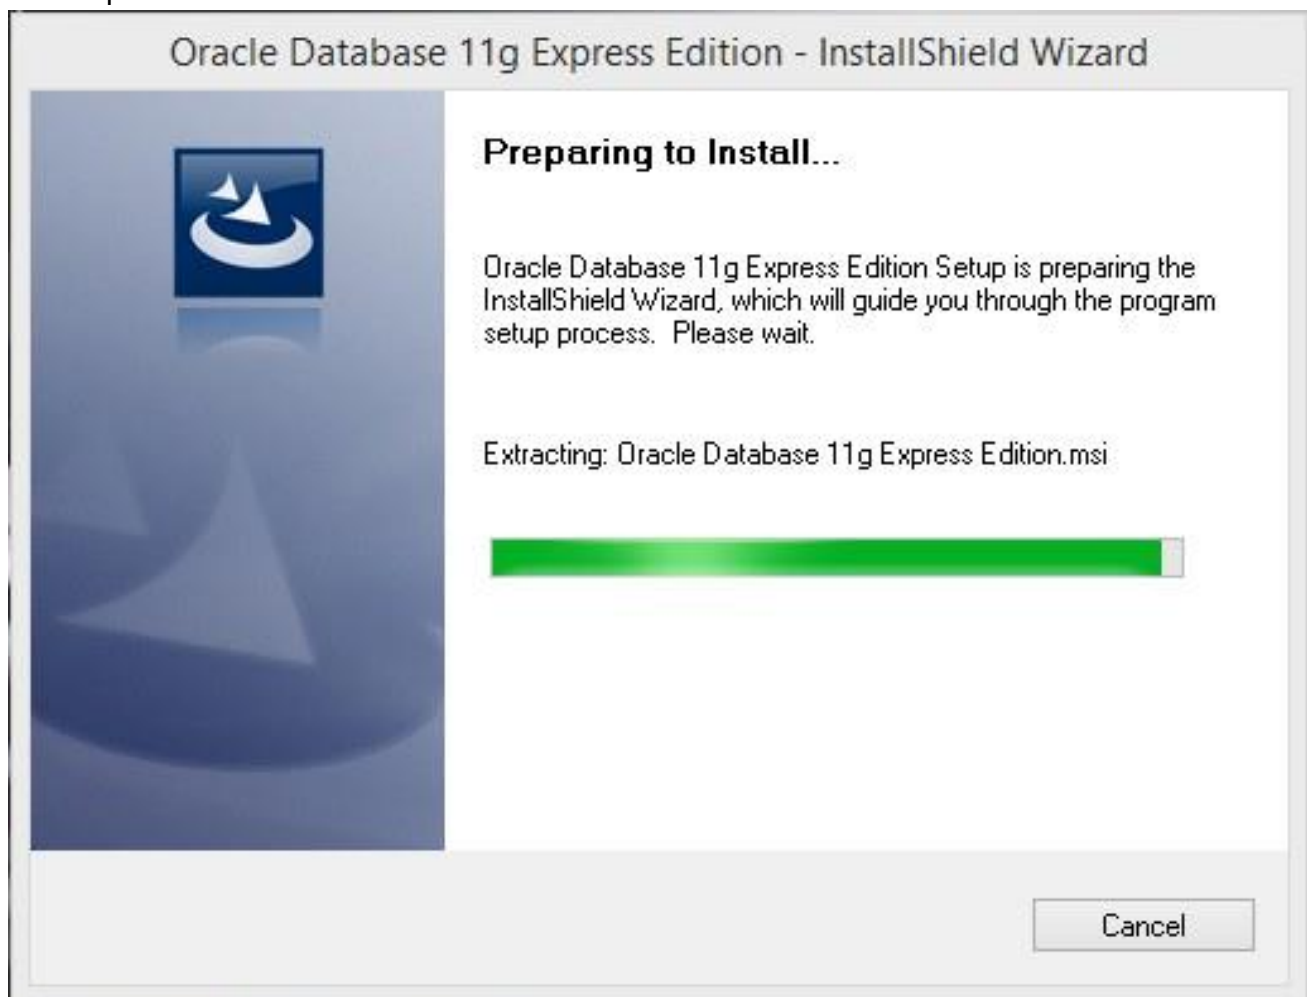 Oracle Database 11g Express Edition - InstallShield Wizard
Preparing to Install...
Oracle Database 11g Express Edition Setup is preparing the
InstallShield Wizard, which will guide you through the program
setup process.  Please wait.
Extracting: Oracle Database 11g Express Edition.msi
Cancel